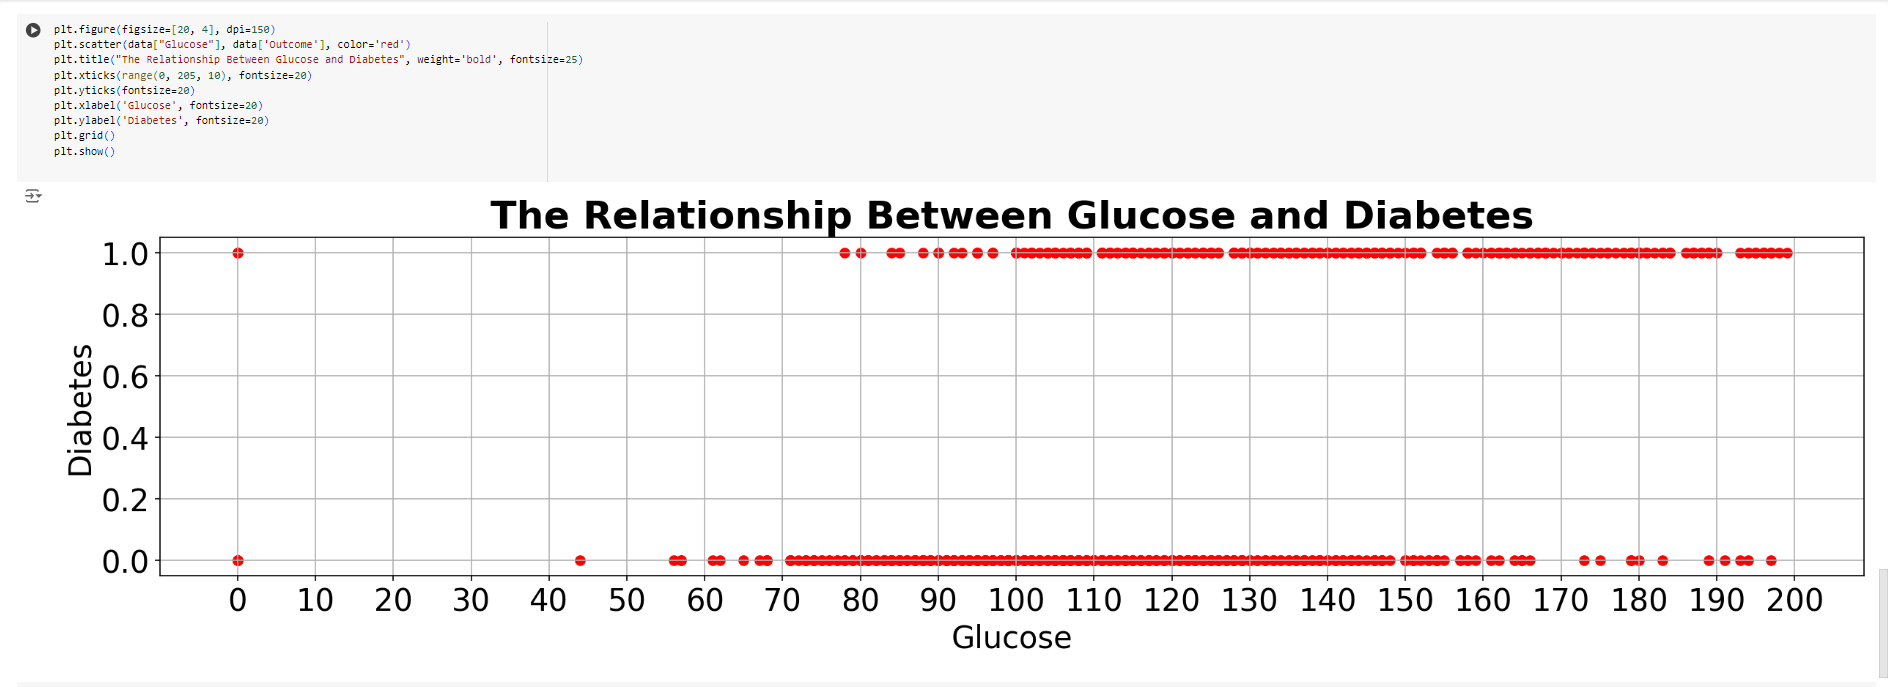 plt.figure(figsize=[20, 4], dpi=150)
plt.scatter(data["Glucose"], data['Outcome'], color='red')
plt.title("The Relationship Between Glucose and Diabetes", weight='bold', fontsize=25)
plt.xticks(range(0, 205, 10), fontsize=20)
plt.yticks(fontsize=20)
plt.xlabel('Glucose', fontsize=20)
plt.ylabel('Diabetes', fontsize=20)
plt.grid()
plt.show()
The Relationship Between Glucose and Diabetes
1.0
0.8
0.6
0.4
0.2
0.0
Diabetes
0 10 20 30 40 50 60 70 80 90 100 110 120 130 140 150 160 170 180 190 200
Glucose